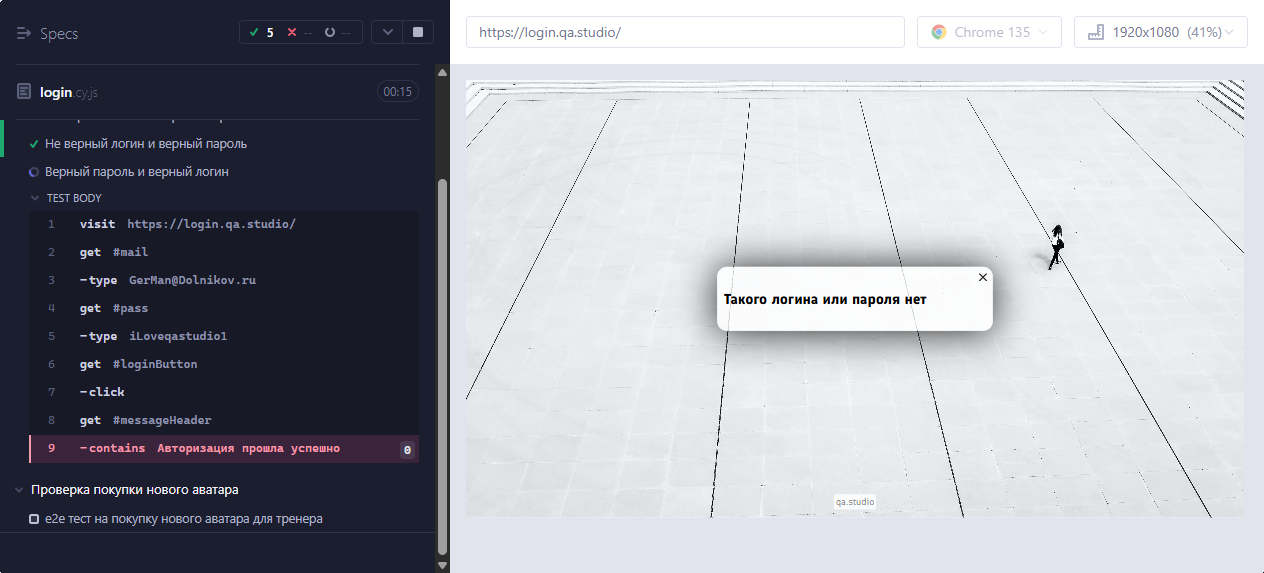 Specs
5
--
--
login.cy.js
00:15
Не верный логин и верный пароль
Верный пароль и верный логин
TEST BODY
1 visit https://login.qa.studio/
2 get #mail
3 -type GerMan@Dolnikov.ru
4 get #pass
5 -type iLoveqastudio1
6 get #loginButton
7 -click
8 get #messageHeader
9 -contains Авторизация прошла успешно 0
Проверка покупки нового аватара
e2e тест на покупку нового аватара для тренера
https://login.qa.studio/
Chrome 135
1920x1080 (41%)
Такого логина или пароля нет
qa.studio